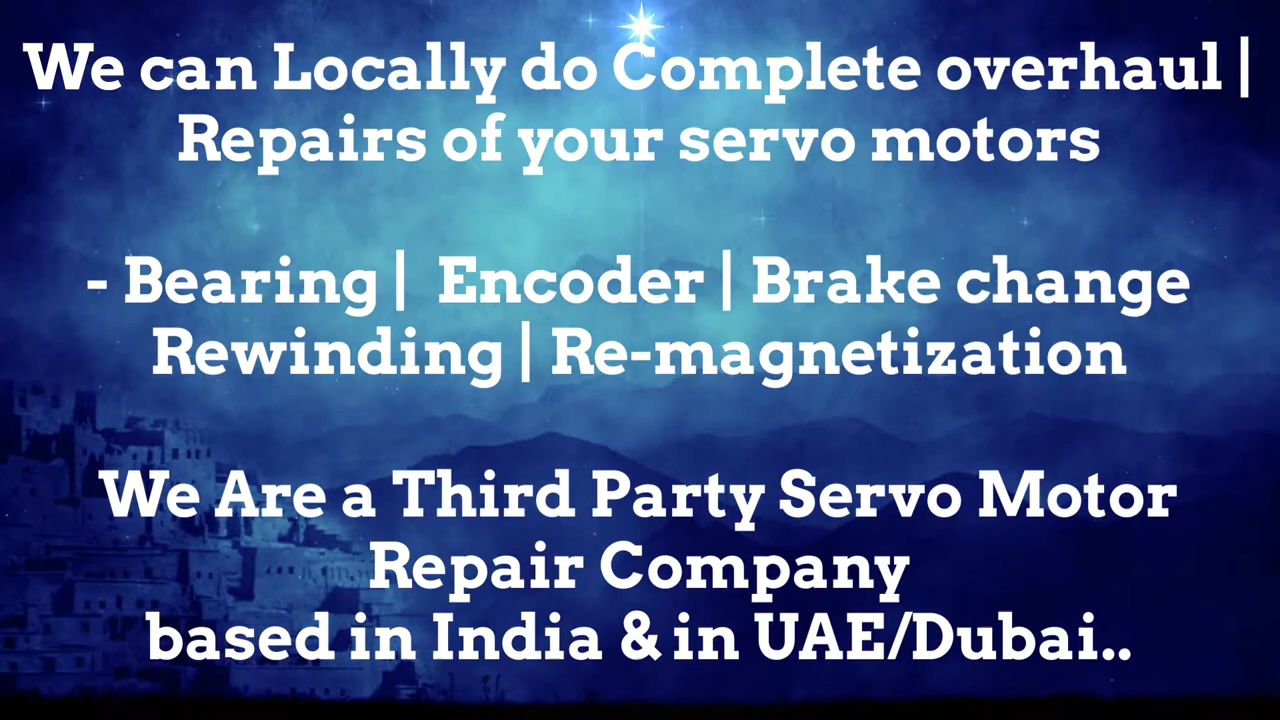 We can Locally do Complete overhaul |
Repairs of your servo motors
- Bearing | Encoder | Brake change
Rewinding | Re-magnetization
We Are a Third Party Servo Motor
Repair Company
based in India & in UAE/Dubai..